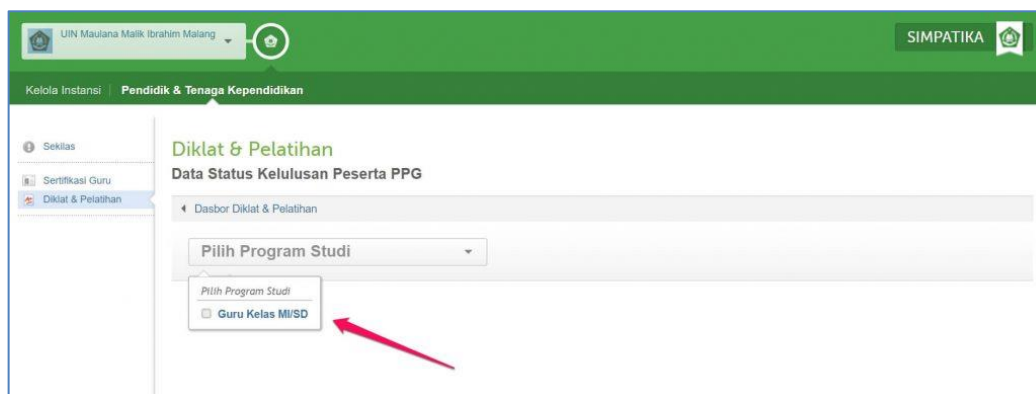 UIN Maulana Malik Ibrahim Malang
SIMPATIKA
Kelola Instansi | Pendidik & Tenaga Kependidikan
Sekilas
Sertifikasi Guru
Diklat & Pelatihan
Diklat & Pelatihan
Data Status Kelulusan Peserta PPG
Dasbor Diklat & Pelatihan
Pilih Program Studi
Pilih Program Studi
Guru Kelas MI/SD